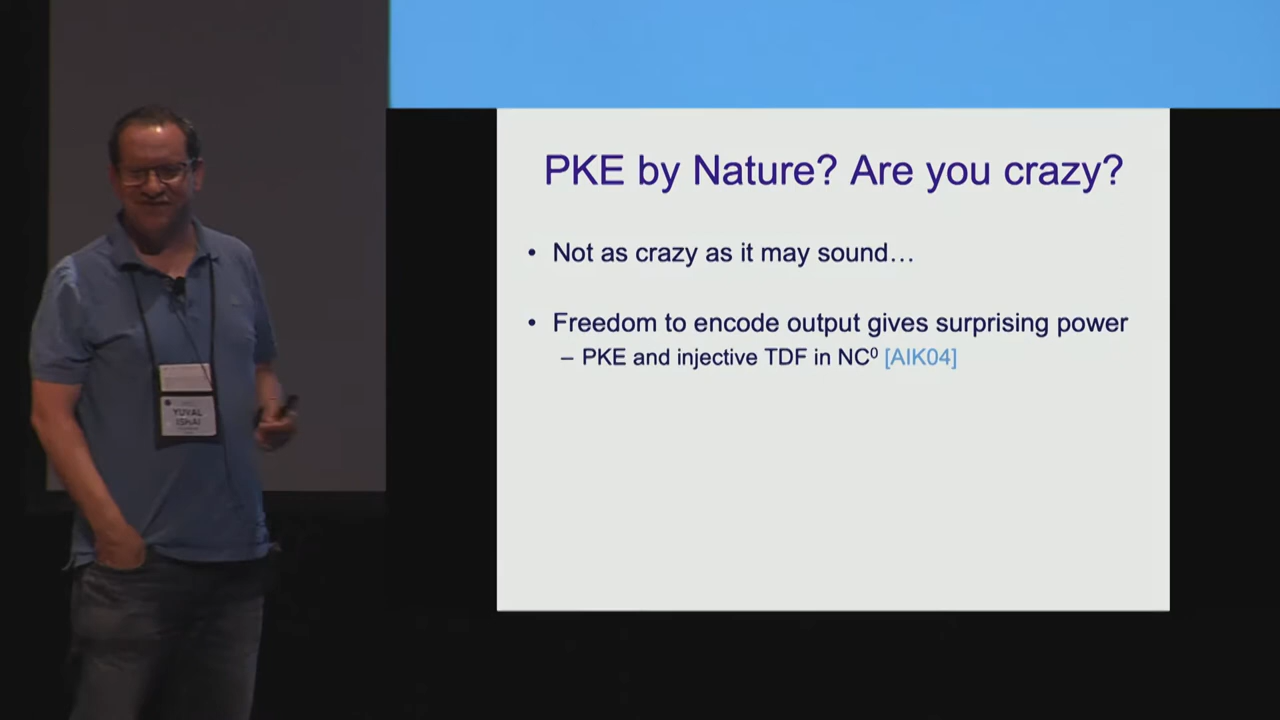 PKE by Nature? Are you crazy?
• Not as crazy as it may sound…
• Freedom to encode output gives surprising power
– PKE and injective TDF in NC⁰ [AIK04]
YUVAL
ISHAI